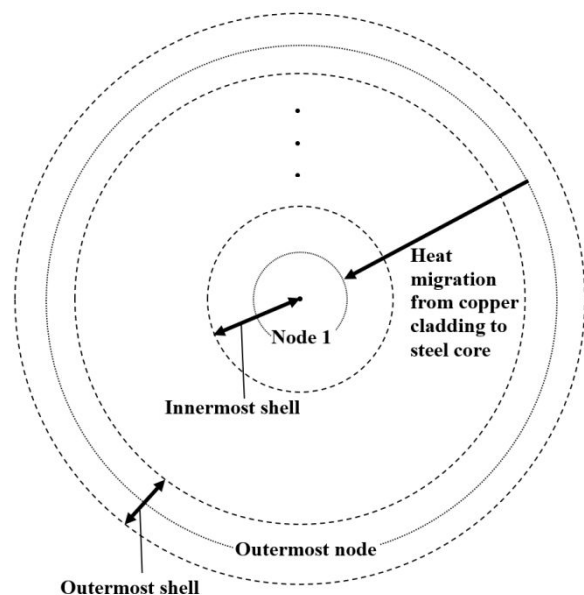 Heat
migration
from copper
cladding to
steel core
Node 1
Innermost shell
Outermost node
Outermost shell